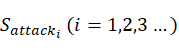 S_{attack_i} (i = 1,2,3 …)